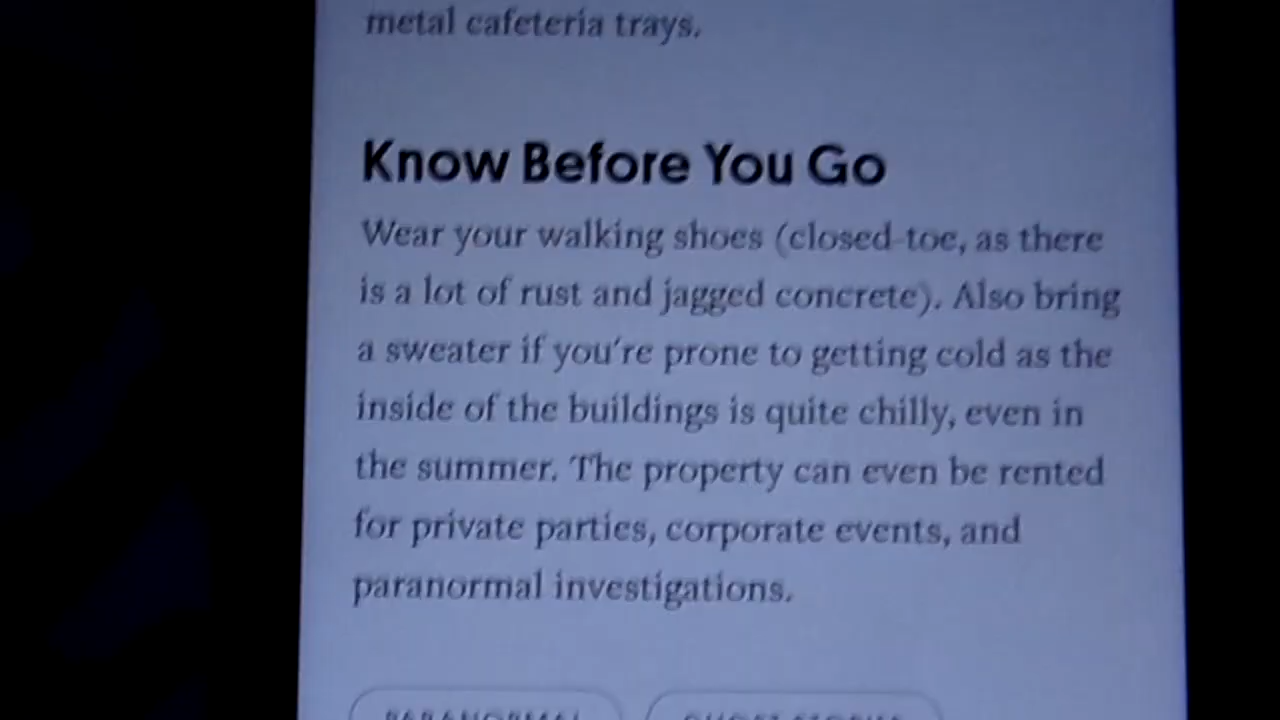 metal cafeteria trays.
Know Before You Go
Wear your walking shoes (closed-toe, as there
is a lot of rust and jagged concrete). Also bring
a sweater if you're prone to getting cold as the
inside of the buildings is quite chilly, even in
the summer. The property can even be rented
for private parties, corporate events, and
paranormal investigations.
PARANORMAL